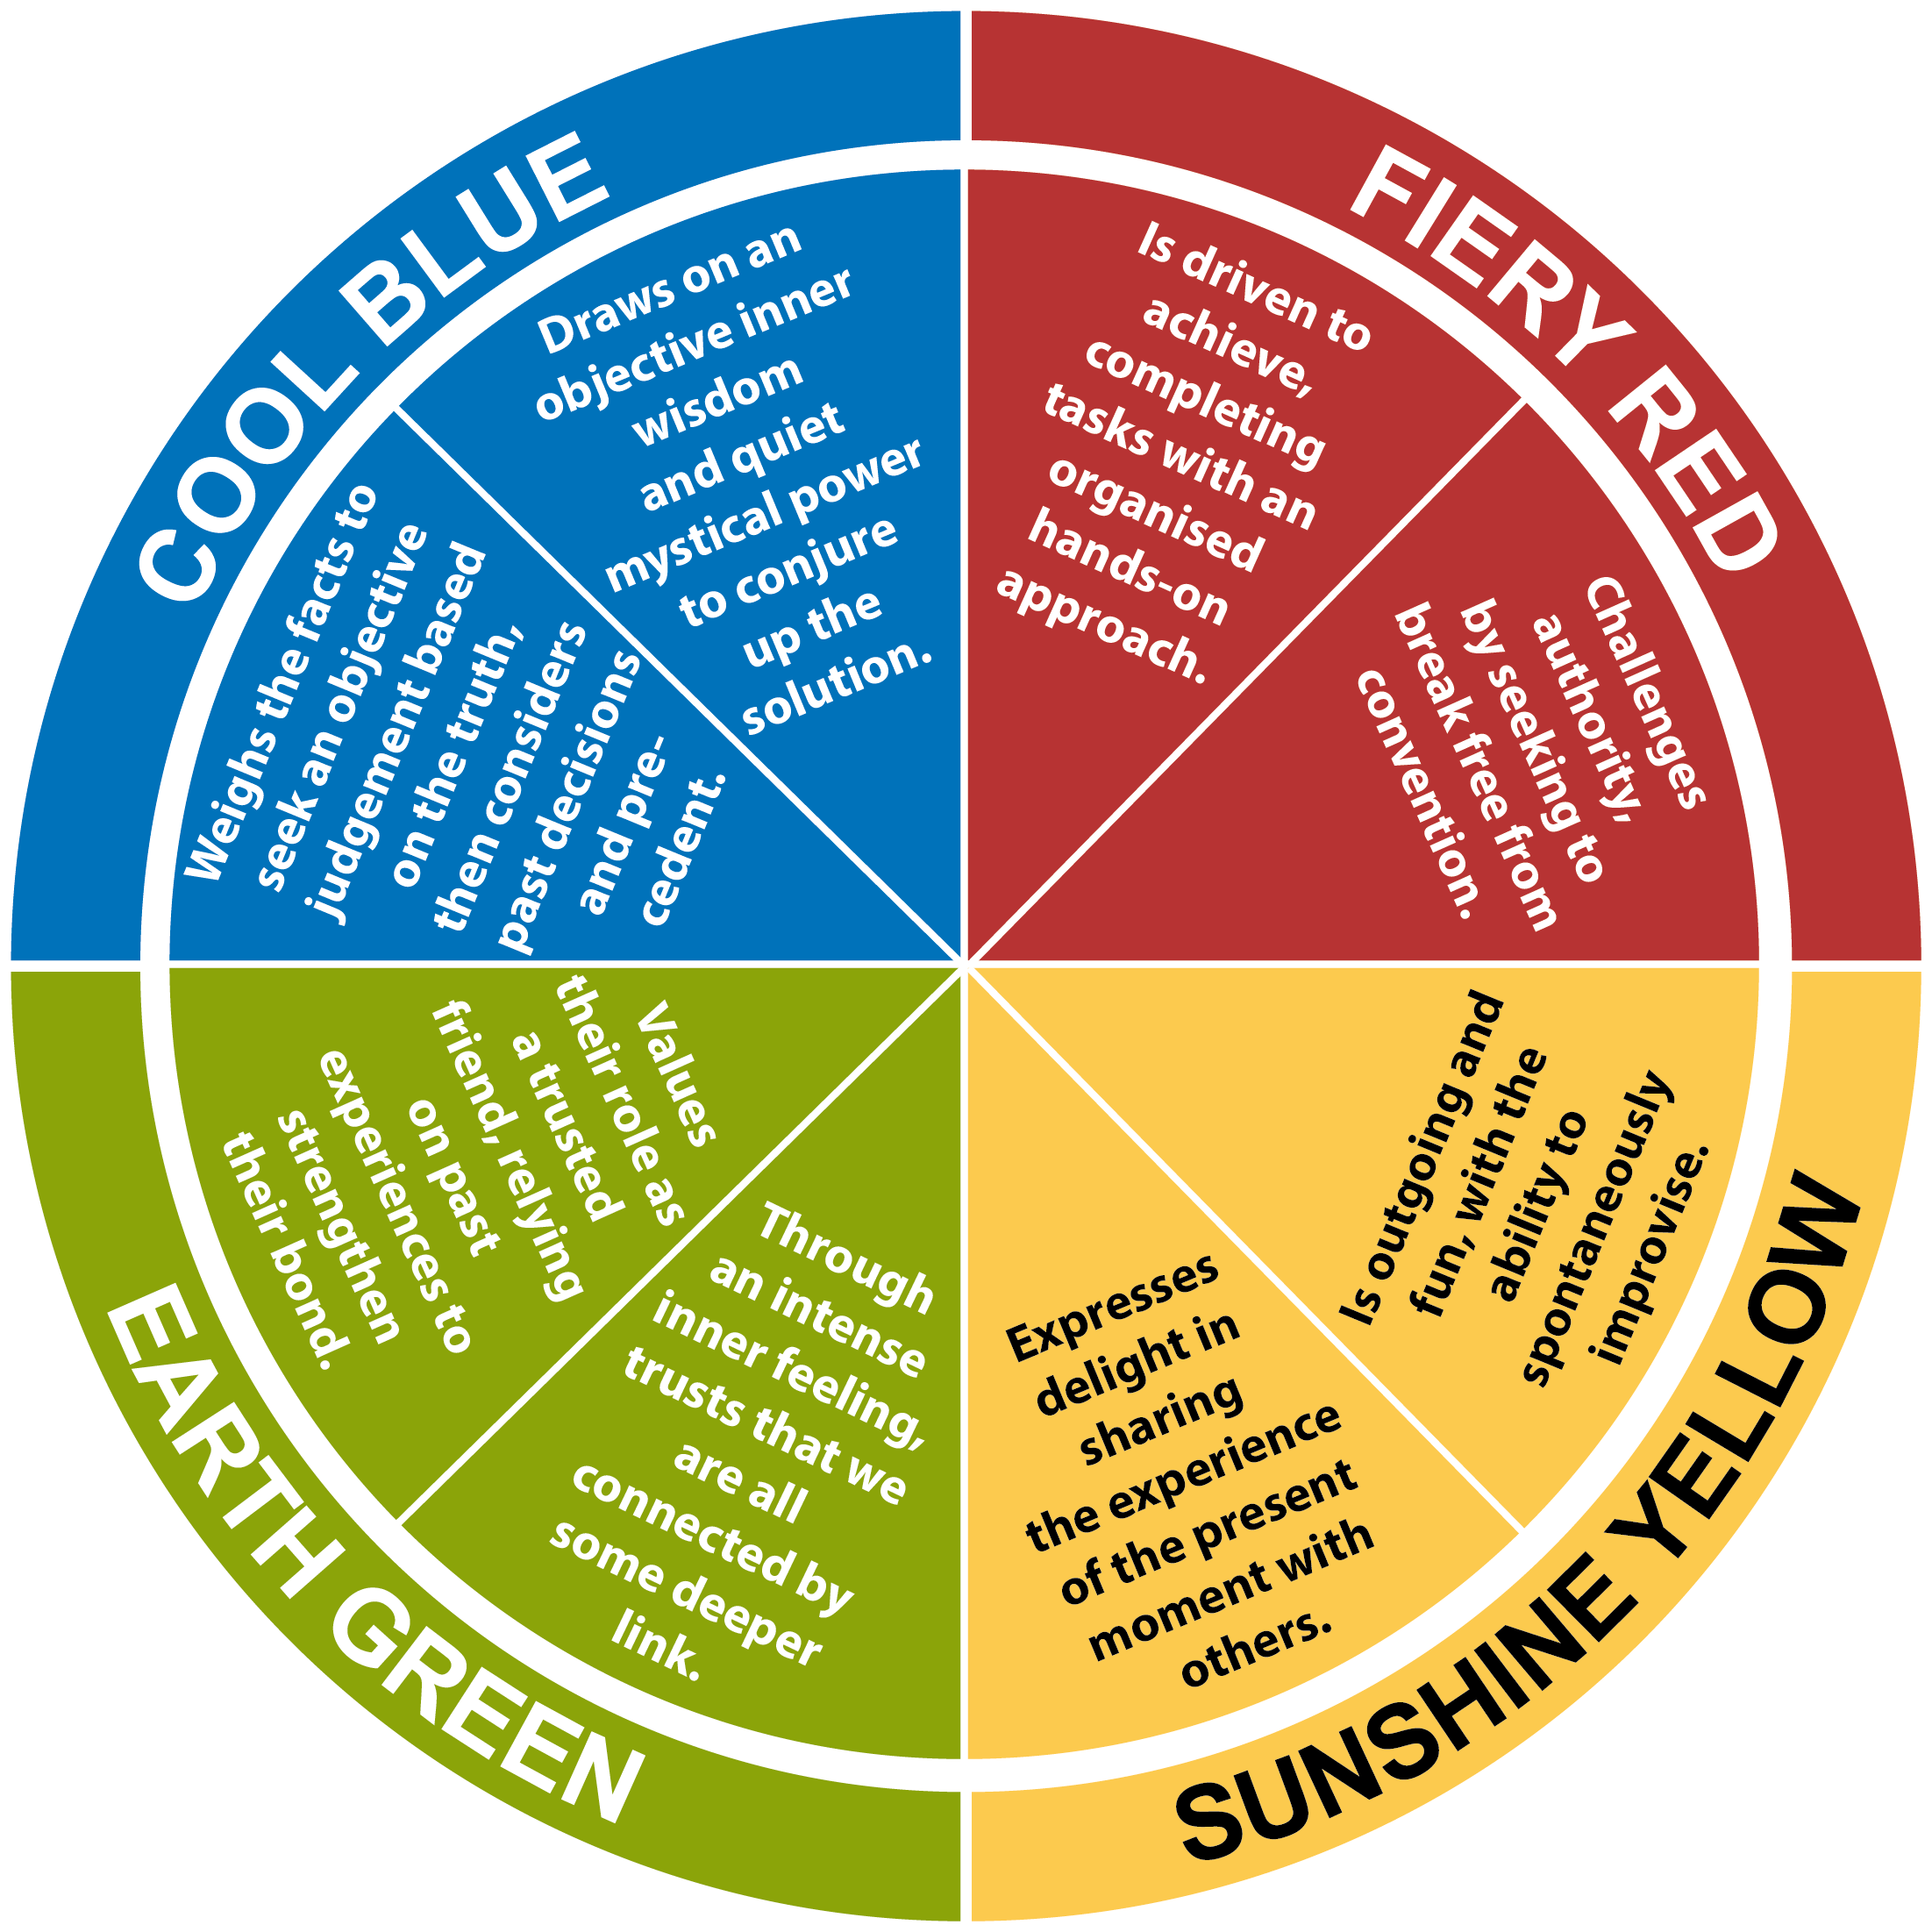 COOL BLUE
Draws on an
objective inner
wisdom
and quiet
mystical power
to conjure
up the
solution.
Weighs the facts to
seek an objective
judgement based
on the truth,
then considers
past decisions
and pre-
cedent.
FIERY RED
Is driven to
achieve,
completing
tasks with an
organised
hands-on
approach.
Challenges
authority
by seeking to
break free from
convention.
EARTH GREEN
Values
their role as
a trusted
friend, relying
on past
experiences to
strengthen
their bond.
Through
an intense
inner feeling,
trusts that we
are all
connected by
some deeper
link.
SUNSHINE YELLOW
Is outgoing and
fun, with the
ability to
spontaneously
improvise.
Expresses
delight in
sharing
the experience
of the present
moment with
others.